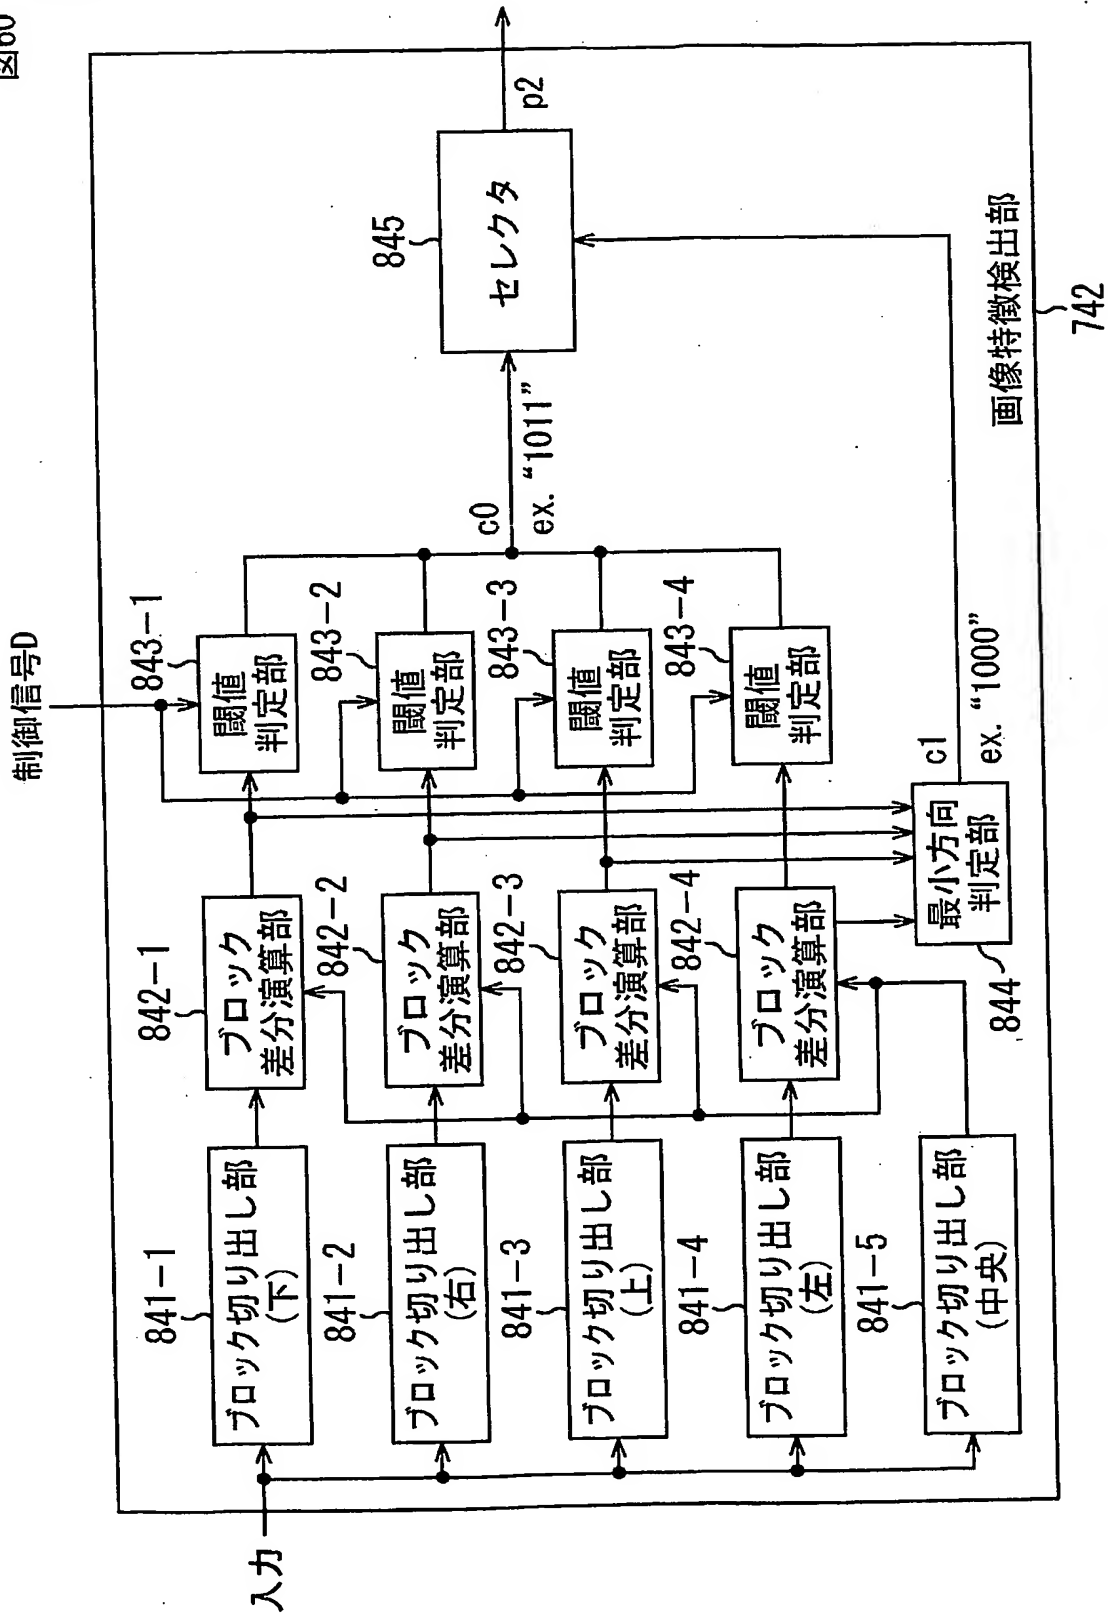 図60
制御信号D
入力
841-1
ブロック切り出し部
(下)
841-2
ブロック切り出し部
(右)
841-3
ブロック切り出し部
(上)
841-4
ブロック切り出し部
(左)
841-5
ブロック切り出し部
(中央)
842-1
ブロック
差分演算部
842-2
ブロック
差分演算部
842-3
ブロック
差分演算部
842-4
ブロック
差分演算部
843-1
閾値
判定部
843-2
閾値
判定部
843-3
閾値
判定部
843-4
閾値
判定部
844
最小方向
判定部
c0
ex. “1011”
c1
ex. “1000”
845
セレクタ
p2
画像特徴検出部
742